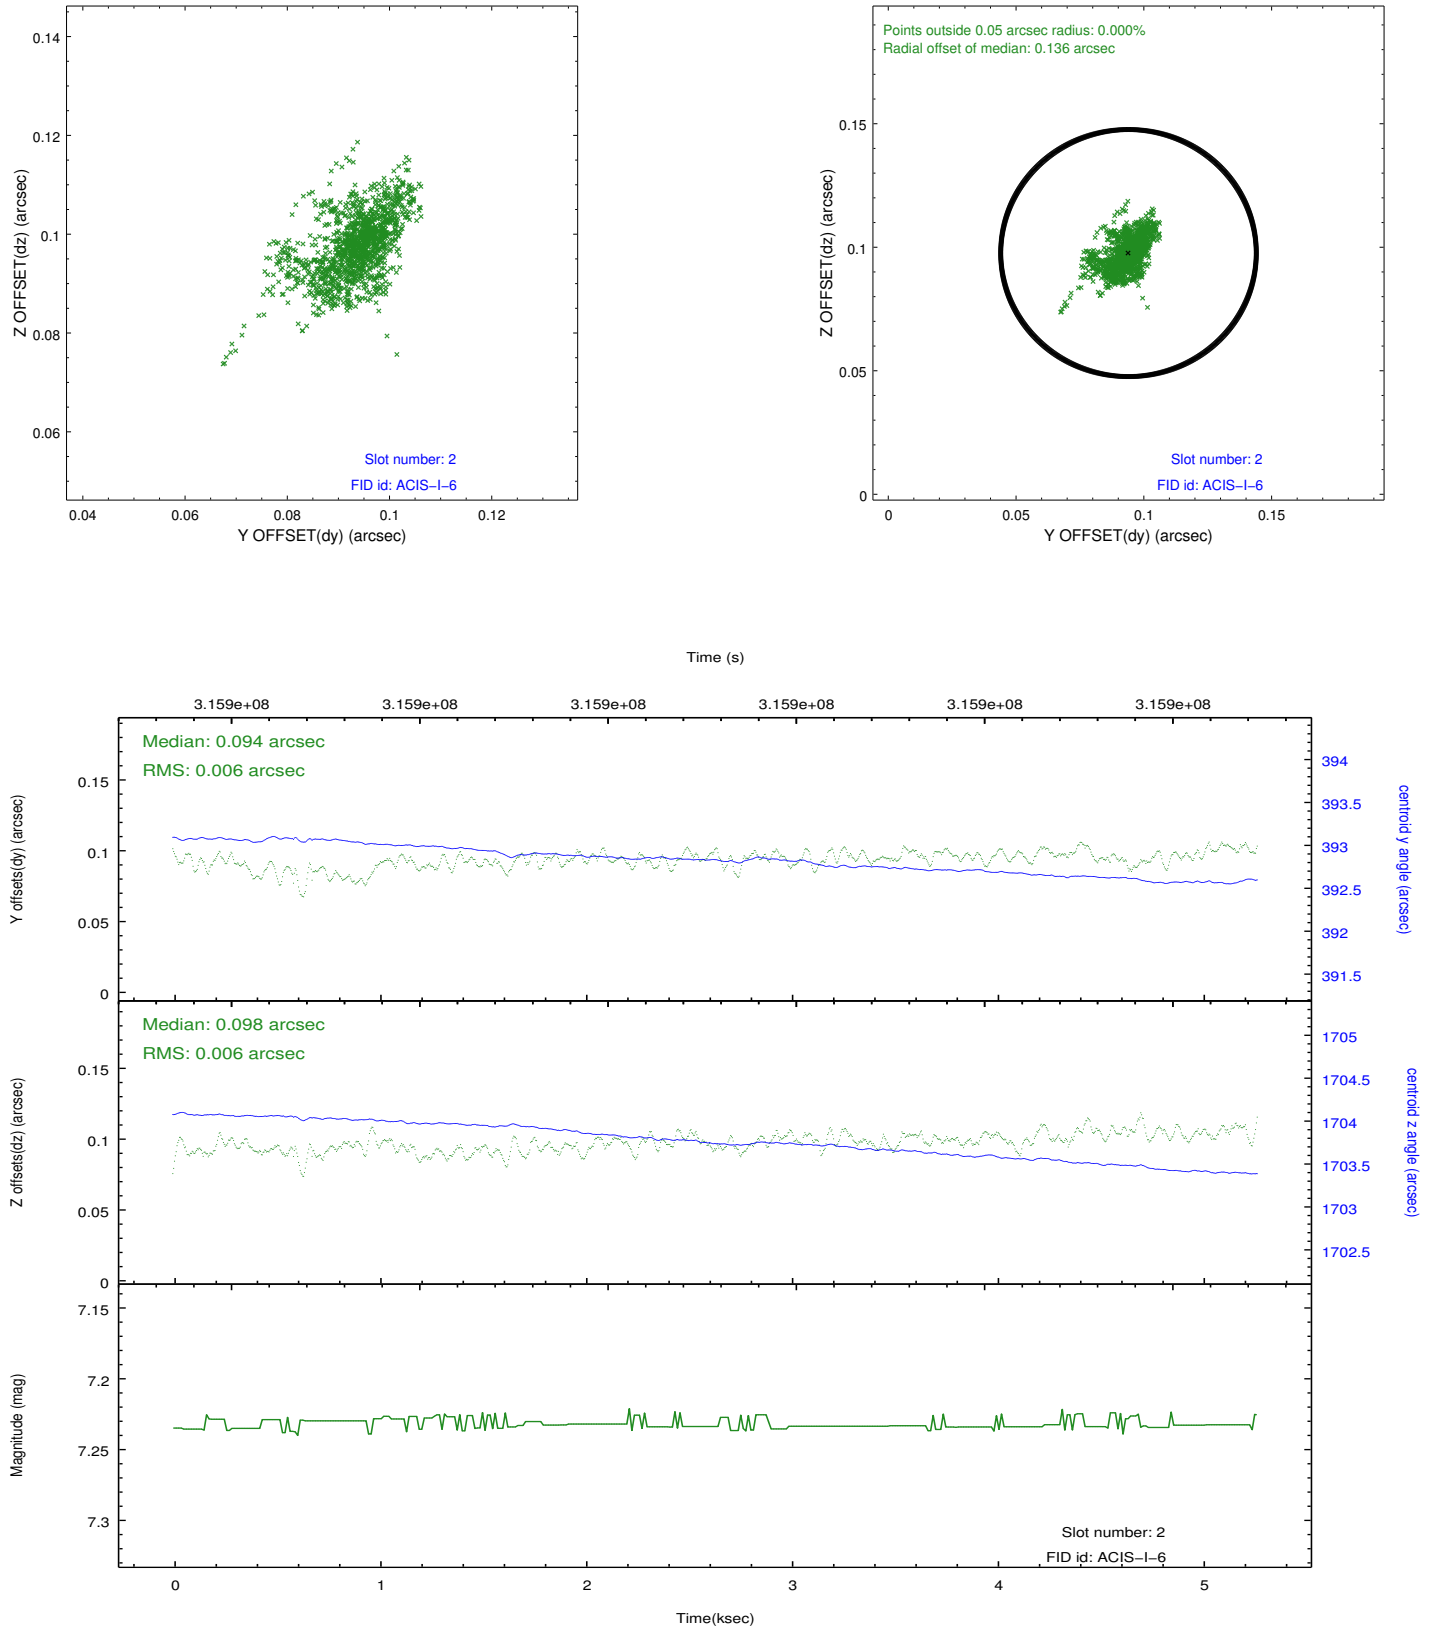 0.14
0.12
0.1
0.08
0.06
Z OFFSET(dz) (arcsec)
Slot number: 2
FID id: ACIS-I-6
0.04 0.06 0.08 0.1 0.12
Y OFFSET(dy) (arcsec)
Points outside 0.05 arcsec radius: 0.000%
Radial offset of median: 0.136 arcsec
0.15
0.1
0.05
0
Z OFFSET(dz) (arcsec)
Slot number: 2
FID id: ACIS-I-6
0 0.05 0.1 0.15
Y OFFSET(dy) (arcsec)
Time (s)
3.159e+08 3.159e+08 3.159e+08 3.159e+08 3.159e+08 3.159e+08
Median: 0.094 arcsec
RMS: 0.006 arcsec
0.15
0.1
0.05
0
Y offsets(dy) (arcsec)
394
393.5
393
392.5
392
391.5
centroid y angle (arcsec)
Median: 0.098 arcsec
RMS: 0.006 arcsec
0.15
0.1
0.05
0
Z offsets(dz) (arcsec)
1705
1704.5
1704
1703.5
1703
1702.5
centroid z angle (arcsec)
7.15
7.2
7.25
7.3
Magnitude (mag)
Slot number: 2
FID id: ACIS-I-6
0 1 2 3 4 5
Time(ksec)